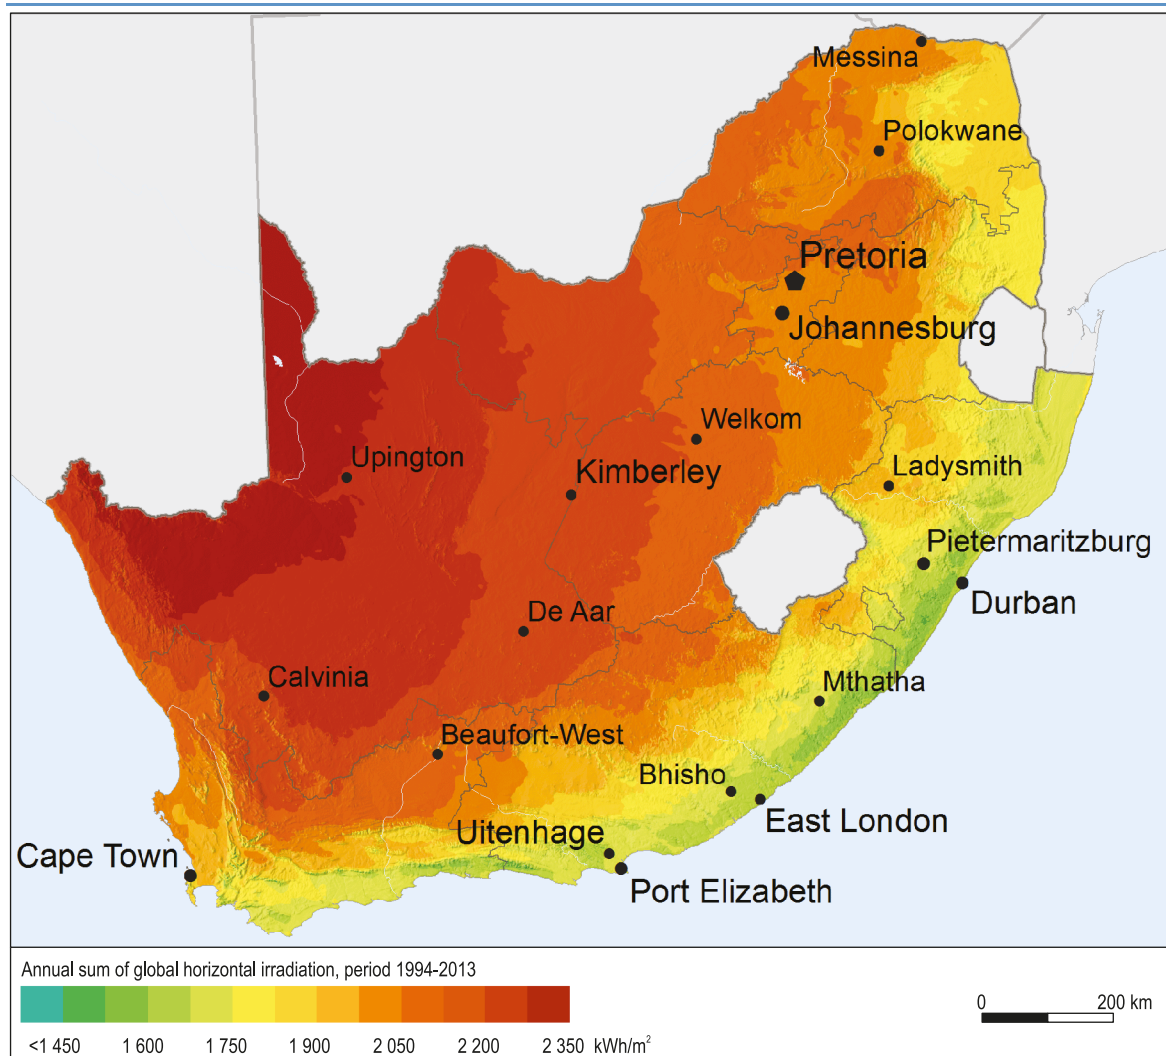 Messina
Polokwane
Pretoria
Johannesburg
Welkom
Upington
Kimberley
Ladysmith
Pietermaritzburg
Durban
De Aar
Calvinia
Mthatha
Beaufort-West
Bhisho
East London
Uitenhage
Cape Town
Port Elizabeth
Annual sum of global horizontal irradiation, period 1994-2013
<1 450 1 600 1 750 1 900 2 050 2 200 2 350 kWh/m²
0 200 km